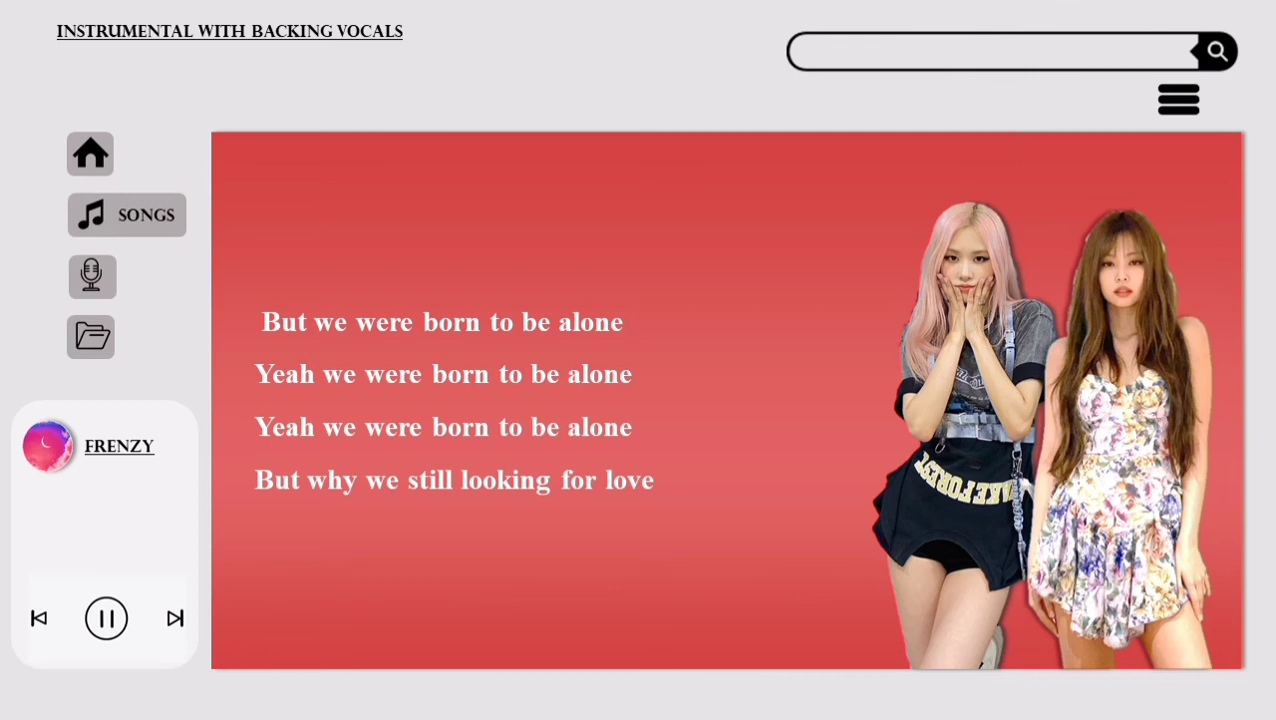 INSTRUMENTAL WITH BACKING VOCALS
SONGS
But we were born to be alone
Yeah we were born to be alone
Yeah we were born to be alone
But why we still looking for love
FRENZY